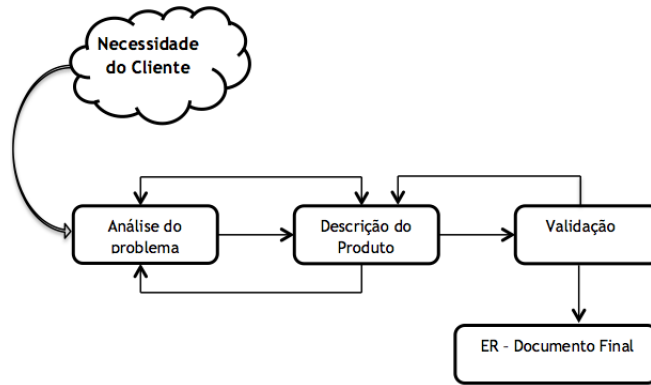 Necessidade
do Cliente
Análise do
problema
Descrição do
Produto
Validação
ER - Documento Final